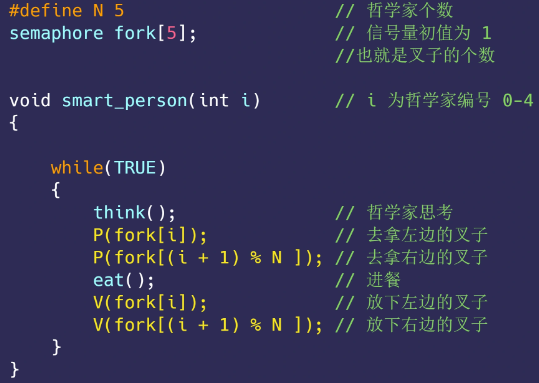 #define N 5 // 哲学家个数
semaphore fork[5]; // 信号量初值为 1
//也就是叉子的个数
void smart_person(int i) // i 为哲学家编号 0-4
{
while(TRUE)
{
think(); // 哲学家思考
P(fork[i]); // 去拿左边的叉子
P(fork[(i + 1) % N ]); // 去拿右边的叉子
eat(); // 进餐
V(fork[i]); // 放下左边的叉子
V(fork[(i + 1) % N ]); // 放下右边的叉子
}
}